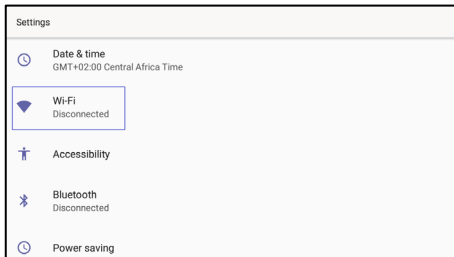 Settings
Date & time
GMT+02:00 Central Africa Time
Wi-Fi
Disconnected
Accessibility
Bluetooth
Disconnected
Power saving